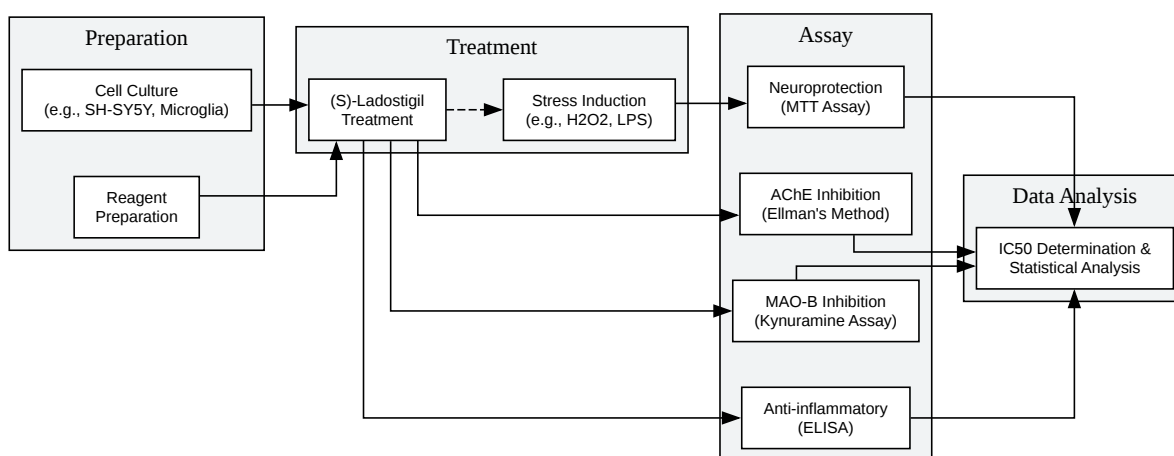 Preparation
Cell Culture
(e.g., SH-SY5Y, Microglia)
Reagent
Preparation
Treatment
(S)-Ladostigil
Treatment
Stress Induction
(e.g., H2O2, LPS)
Assay
Neuroprotection
(MTT Assay)
AChE Inhibition
(Ellman's Method)
MAO-B Inhibition
(Kynuramine Assay)
Anti-inflammatory
(ELISA)
Data Analysis
IC50 Determination &
Statistical Analysis